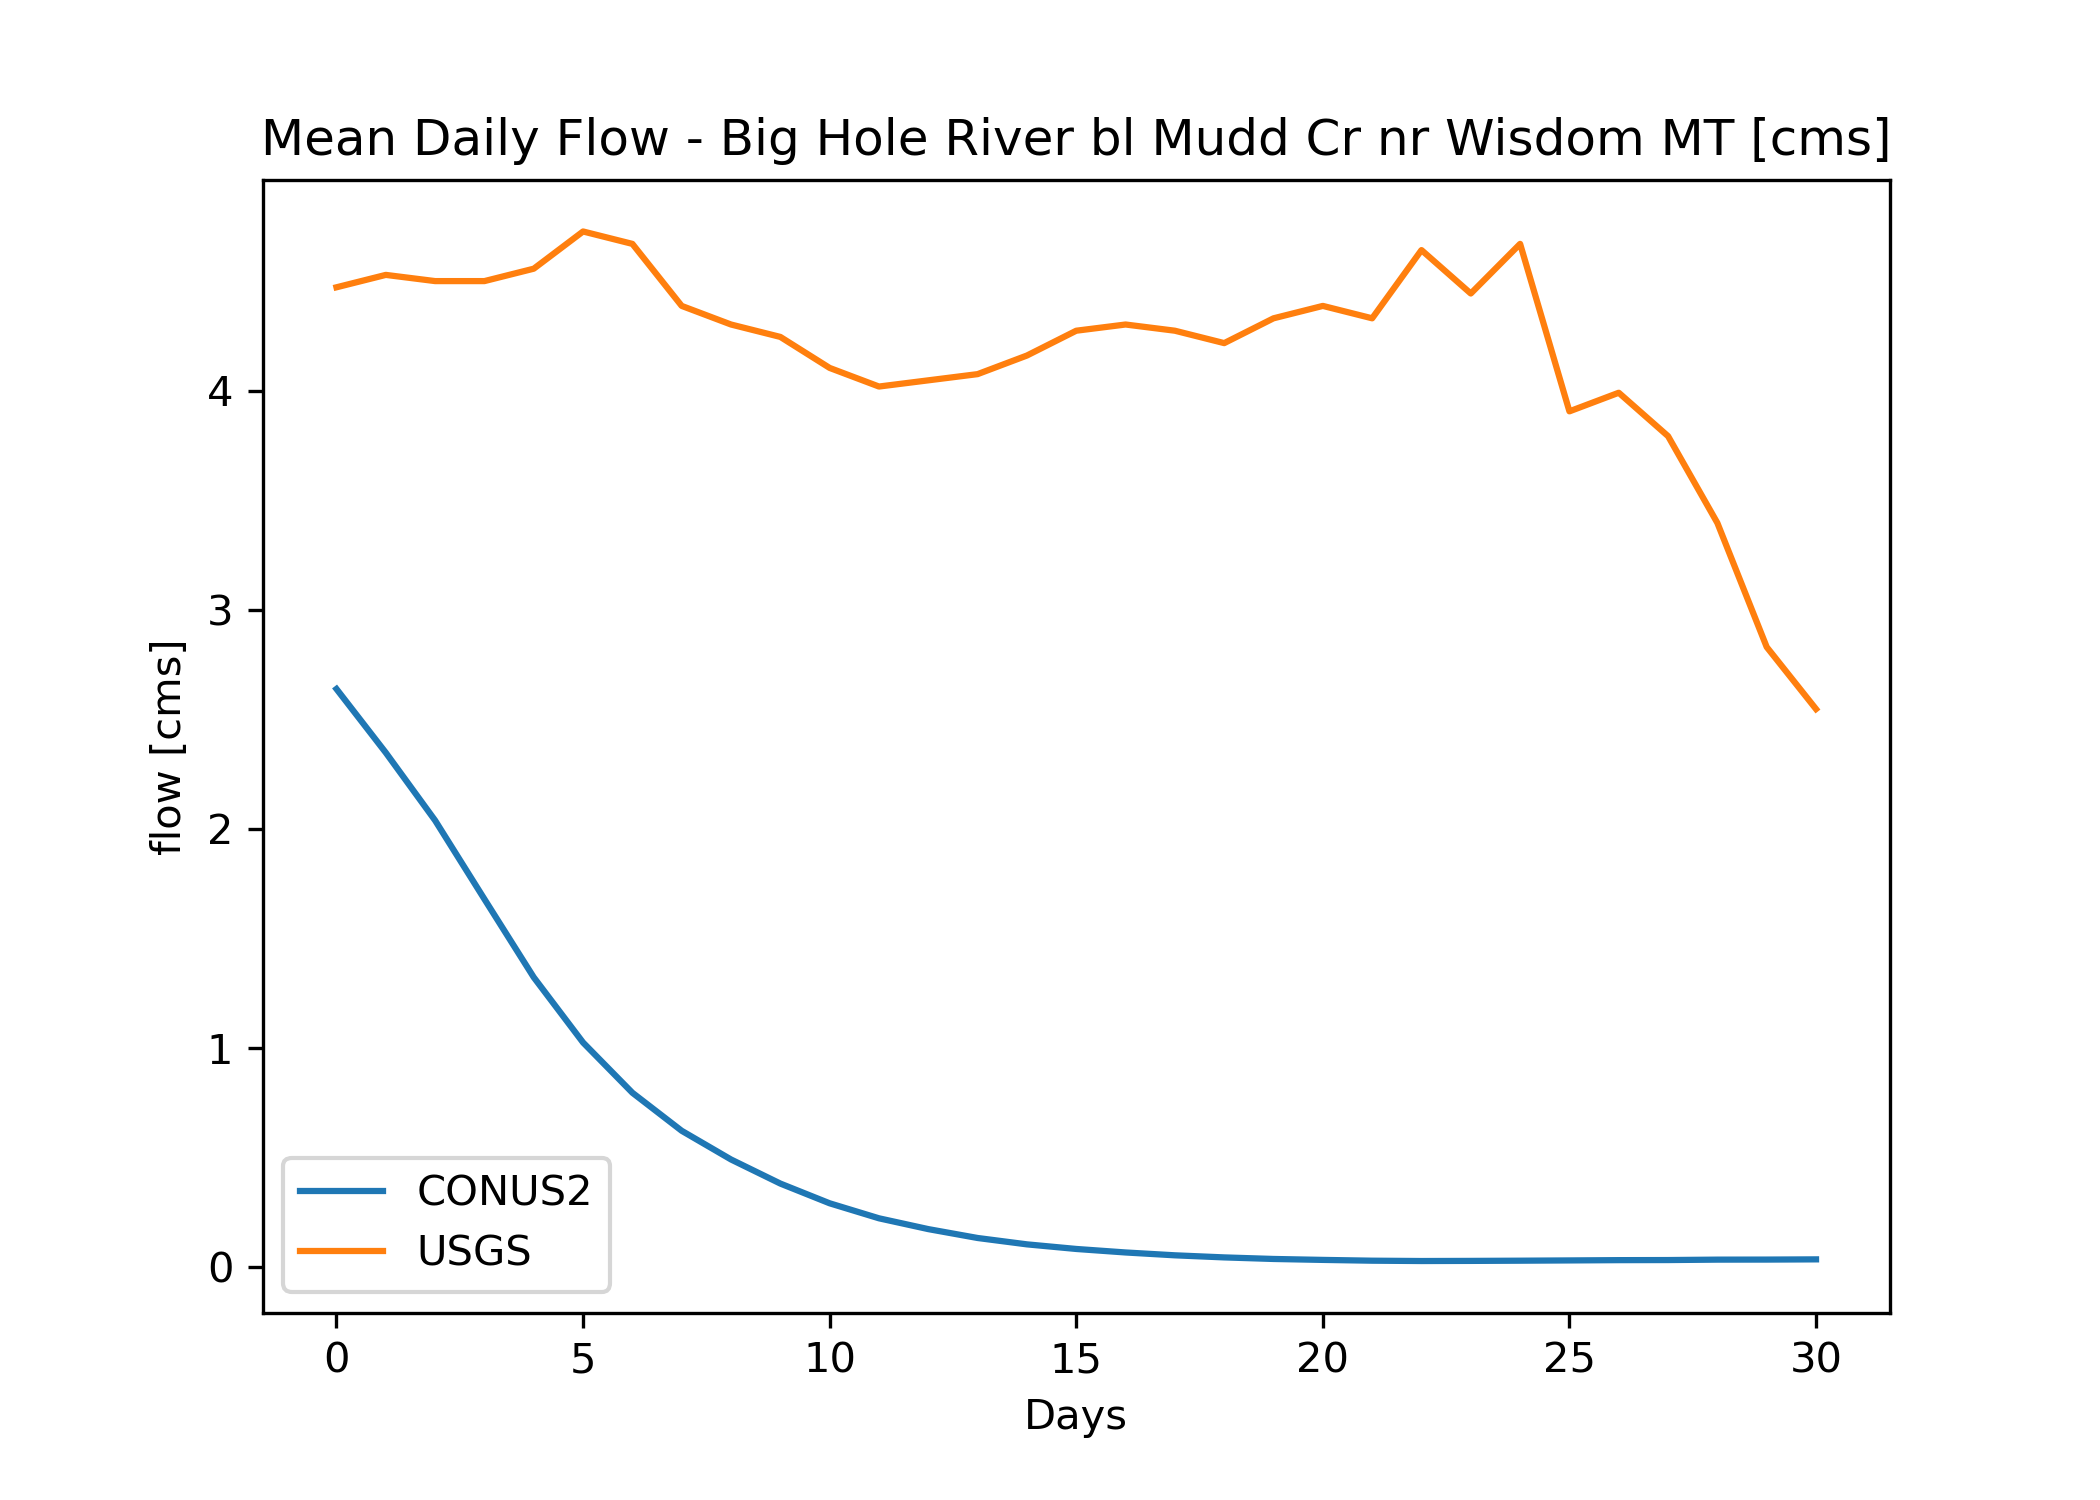 Mean Daily Flow - Big Hole River bl Mudd Cr nr Wisdom MT [cms]
flow [cms]
4
3
2
1
0
CONUS2
USGS
0 5 10 15 20 25 30
Days